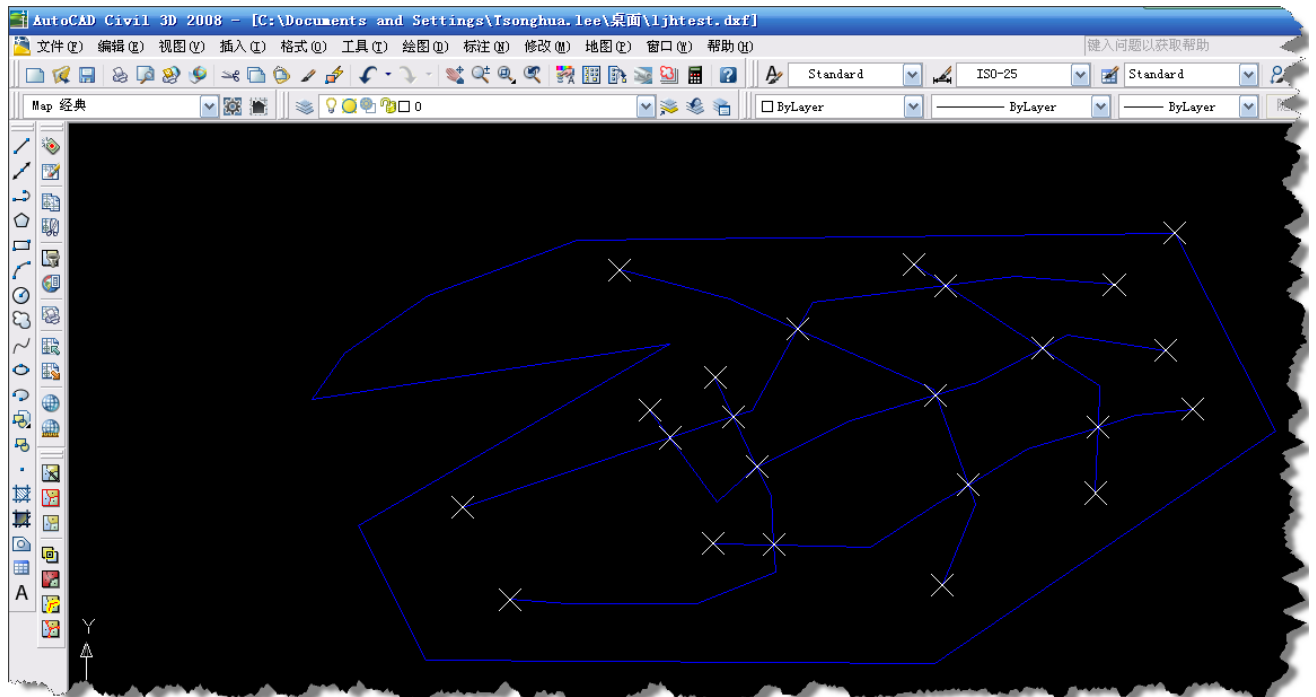 AutoCAD Civil 3D 2008 - [C:\Documents and Settings\Tsonghua.lee\桌面\ljhtest.dxf]
文件(F) 编辑(E) 视图(V) 插入(I) 格式(O) 工具(T) 绘图(D) 标注(N) 修改(M) 地图(P) 窗口(W) 帮助(H) 键入问题以获取帮助
Standard ISO-25 Standard
Map 经典 0 ByLayer ByLayer ByLayer
A
Y